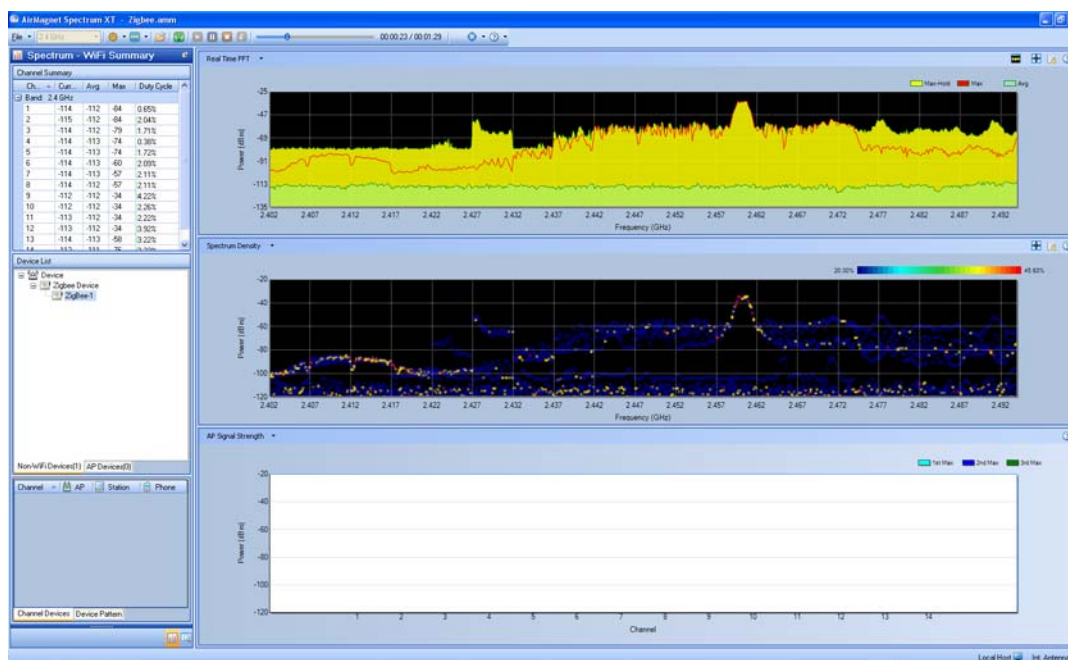 AirMagnet Spectrum XT - Zigbee.amm
File 2.4 GHz 00:00:23 / 00:01:29
Spectrum - WiFi Summary
Channel Summary
Ch... Curr... Avg Max Duty Cycle
Band: 2.4 GHz
1 -114 -112 -84 0.65%
2 -115 -112 -84 2.04%
3 -114 -112 -79 1.71%
4 -114 -113 -74 0.38%
5 -114 -113 -74 1.72%
6 -114 -113 -60 2.09%
7 -114 -113 -57 2.11%
8 -114 -112 -57 2.11%
9 -112 -112 -34 4.22%
10 -112 -112 -34 2.26%
11 -113 -112 -34 2.22%
12 -113 -112 -34 3.92%
13 -114 -113 -58 3.22%
Device List
Device
Zigbee Device
ZigBee-1
Non-WiFi Devices(1) AP Devices(0)
Channel AP Station Phone
Channel Devices Device Pattern
Real Time FFT
Max-Hold Max Avg
Power [dBm]
-25
-47
-69
-91
-113
-135
2.402 2.407 2.412 2.417 2.422 2.427 2.432 2.437 2.442 2.447 2.452 2.457 2.462 2.467 2.472 2.477 2.482 2.487 2.492
Frequency (GHz)
Spectrum Density
20.00% 45.63%
Power [dBm]
-20
-40
-60
-80
-100
-120
2.402 2.407 2.412 2.417 2.422 2.427 2.432 2.437 2.442 2.447 2.452 2.457 2.462 2.467 2.472 2.477 2.482 2.487 2.492
Frequency (GHz)
AP Signal Strength
1st Max 2nd Max 3rd Max
Power [dBm]
-20
-40
-60
-80
-100
-120
1 2 3 4 5 6 7 8 9 10 11 12 13 14
Channel
Local Host Int. Antenna